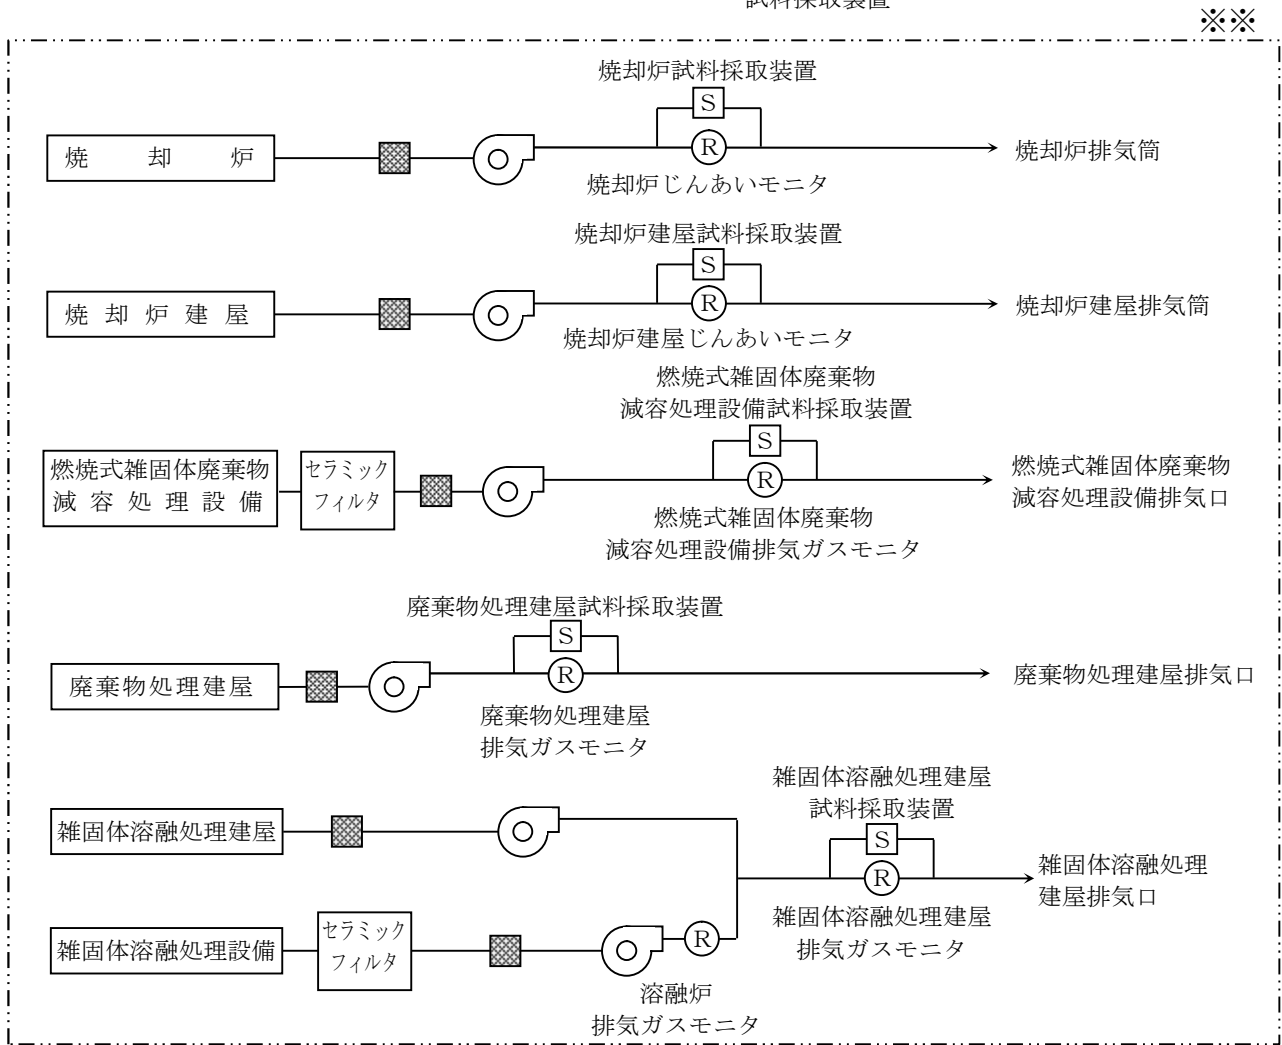 試料採取装置
※※
焼却炉試料採取装置
S
焼却炉
R
焼却炉排気筒
焼却炉じんあいモニタ
焼却炉建屋試料採取装置
S
焼却炉建屋
R
焼却炉建屋排気筒
焼却炉建屋じんあいモニタ
燃焼式雑固体廃棄物
減容処理設備試料採取装置
S
燃焼式雑固体廃棄物
減容処理設備
セラミック
フィルタ
R
燃焼式雑固体廃棄物
減容処理設備排気口
燃焼式雑固体廃棄物
減容処理設備排気ガスモニタ
廃棄物処理建屋試料採取装置
S
廃棄物処理建屋
R
廃棄物処理建屋排気口
廃棄物処理建屋
排気ガスモニタ
雑固体溶融処理建屋
試料採取装置
雑固体溶融処理建屋
S
R
雑固体溶融処理
建屋排気口
雑固体溶融処理建屋
排気ガスモニタ
雑固体溶融処理設備
セラミック
フィルタ
R
溶融炉
排気ガスモニタ